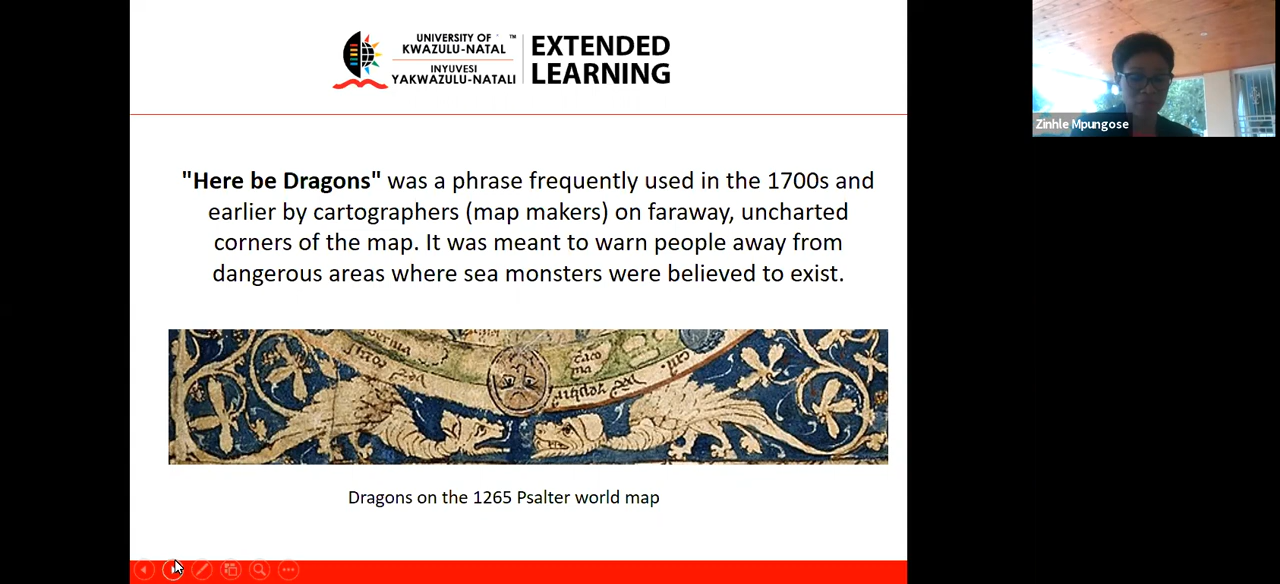 UNIVERSITY OF ™
KWAZULU-NATAL
INYUVESI
YAKWAZULU-NATALI
EXTENDED
LEARNING
Zinhle Mpungose
"Here be Dragons" was a phrase frequently used in the 1700s and
earlier by cartographers (map makers) on faraway, uncharted
corners of the map. It was meant to warn people away from
dangerous areas where sea monsters were believed to exist.
Dragons on the 1265 Psalter world map